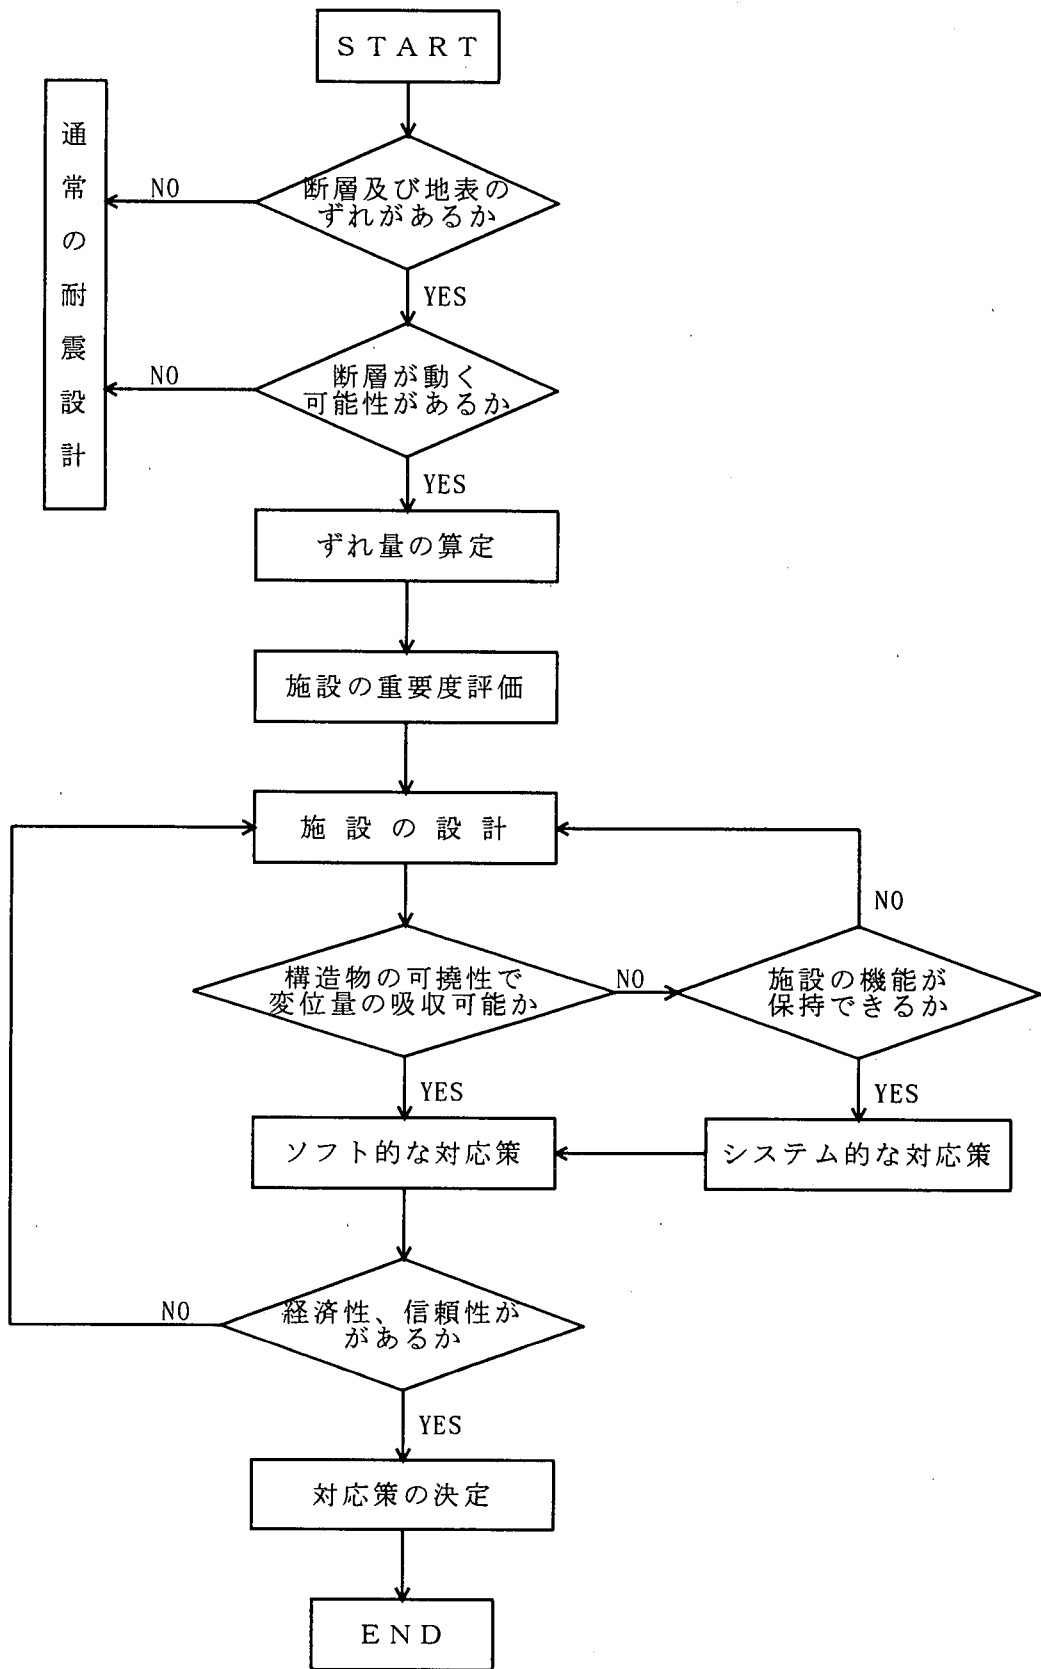 START
通常の耐震設計
断層及び地表の
ずれがあるか
NO
YES
断層が動く
可能性があるか
NO
YES
ずれ量の算定
施設の重要度評価
施設の設計
NO
構造物の可撓性で
変位量の吸収可能か
NO
施設の機能が
保持できるか
YES
YES
ソフト的な対応策
システム的な対応策
経済性、信頼性が
があるか
NO
YES
対応策の決定
END